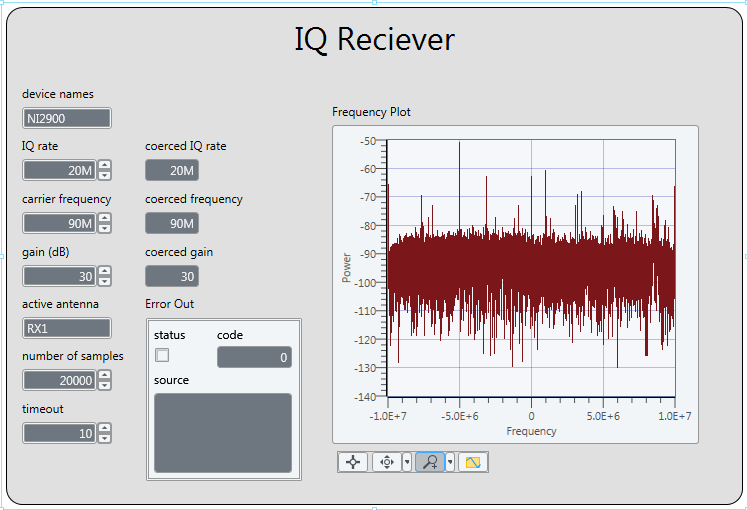 IQ Reciever
device names
NI2900
IQ rate
coerced IQ rate
20M
20M
carrier frequency
coerced frequency
90M
90M
gain (dB)
coerced gain
30
30
active antenna
RX1
number of samples
20000
timeout
10
Error Out
status
code
0
source
Frequency Plot
-50
-60
-70
-80
-90
-100
-110
-120
-130
-140
Power
-1.0E+7
-5.0E+6
0
5.0E+6
1.0E+7
Frequency